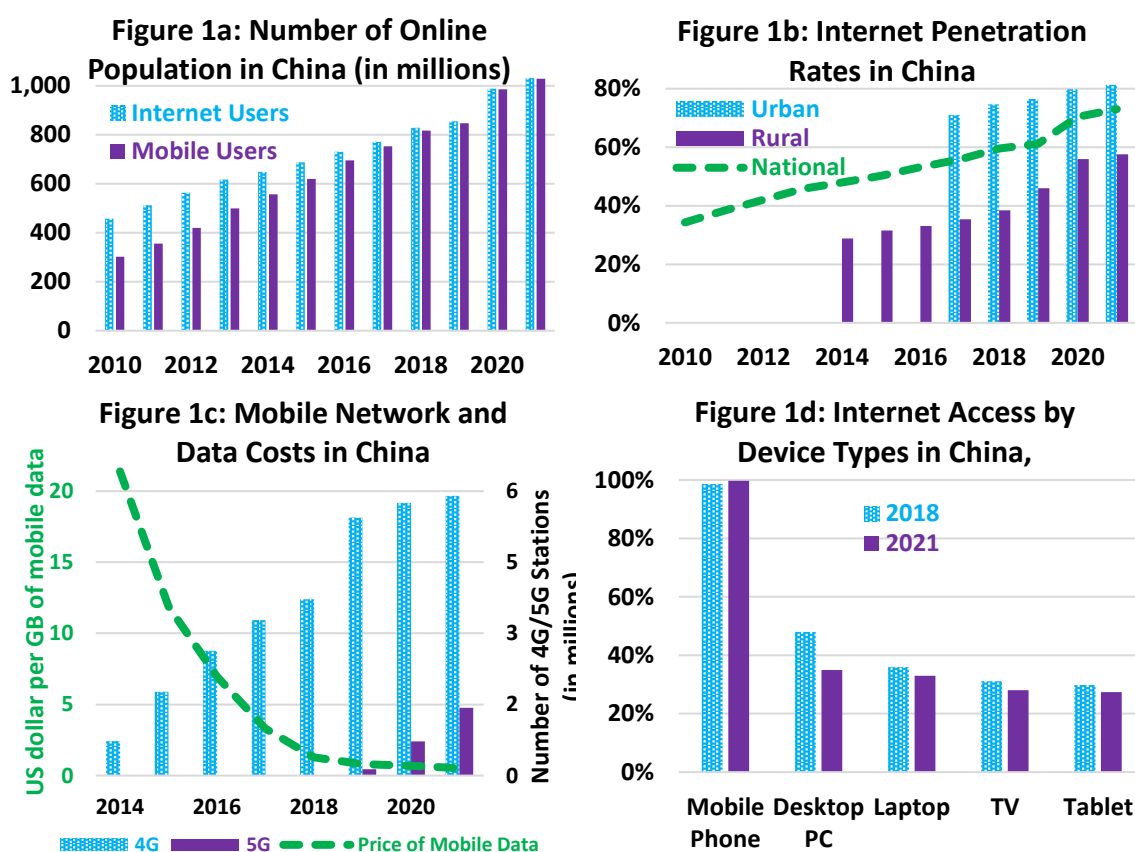 Figure 1a: Number of Online
Population in China (in millions)
1,000
800
600
400
200
0
Internet Users
Mobile Users
2010 2012 2014 2016 2018 2020
Figure 1b: Internet Penetration
Rates in China
80%
60%
40%
20%
0%
Urban
Rural
National
2010 2012 2014 2016 2018 2020
Figure 1c: Mobile Network and
Data Costs in China
US dollar per GB of mobile data
20
15
10
5
0
6
5
3
2
0
Number of 4G/5G Stations
(in millions)
2014 2016 2018 2020
4G 5G Price of Mobile Data
Figure 1d: Internet Access by
Device Types in China,
100%
80%
60%
40%
20%
0%
2018
2021
Mobile Desktop Laptop TV Tablet
Phone PC